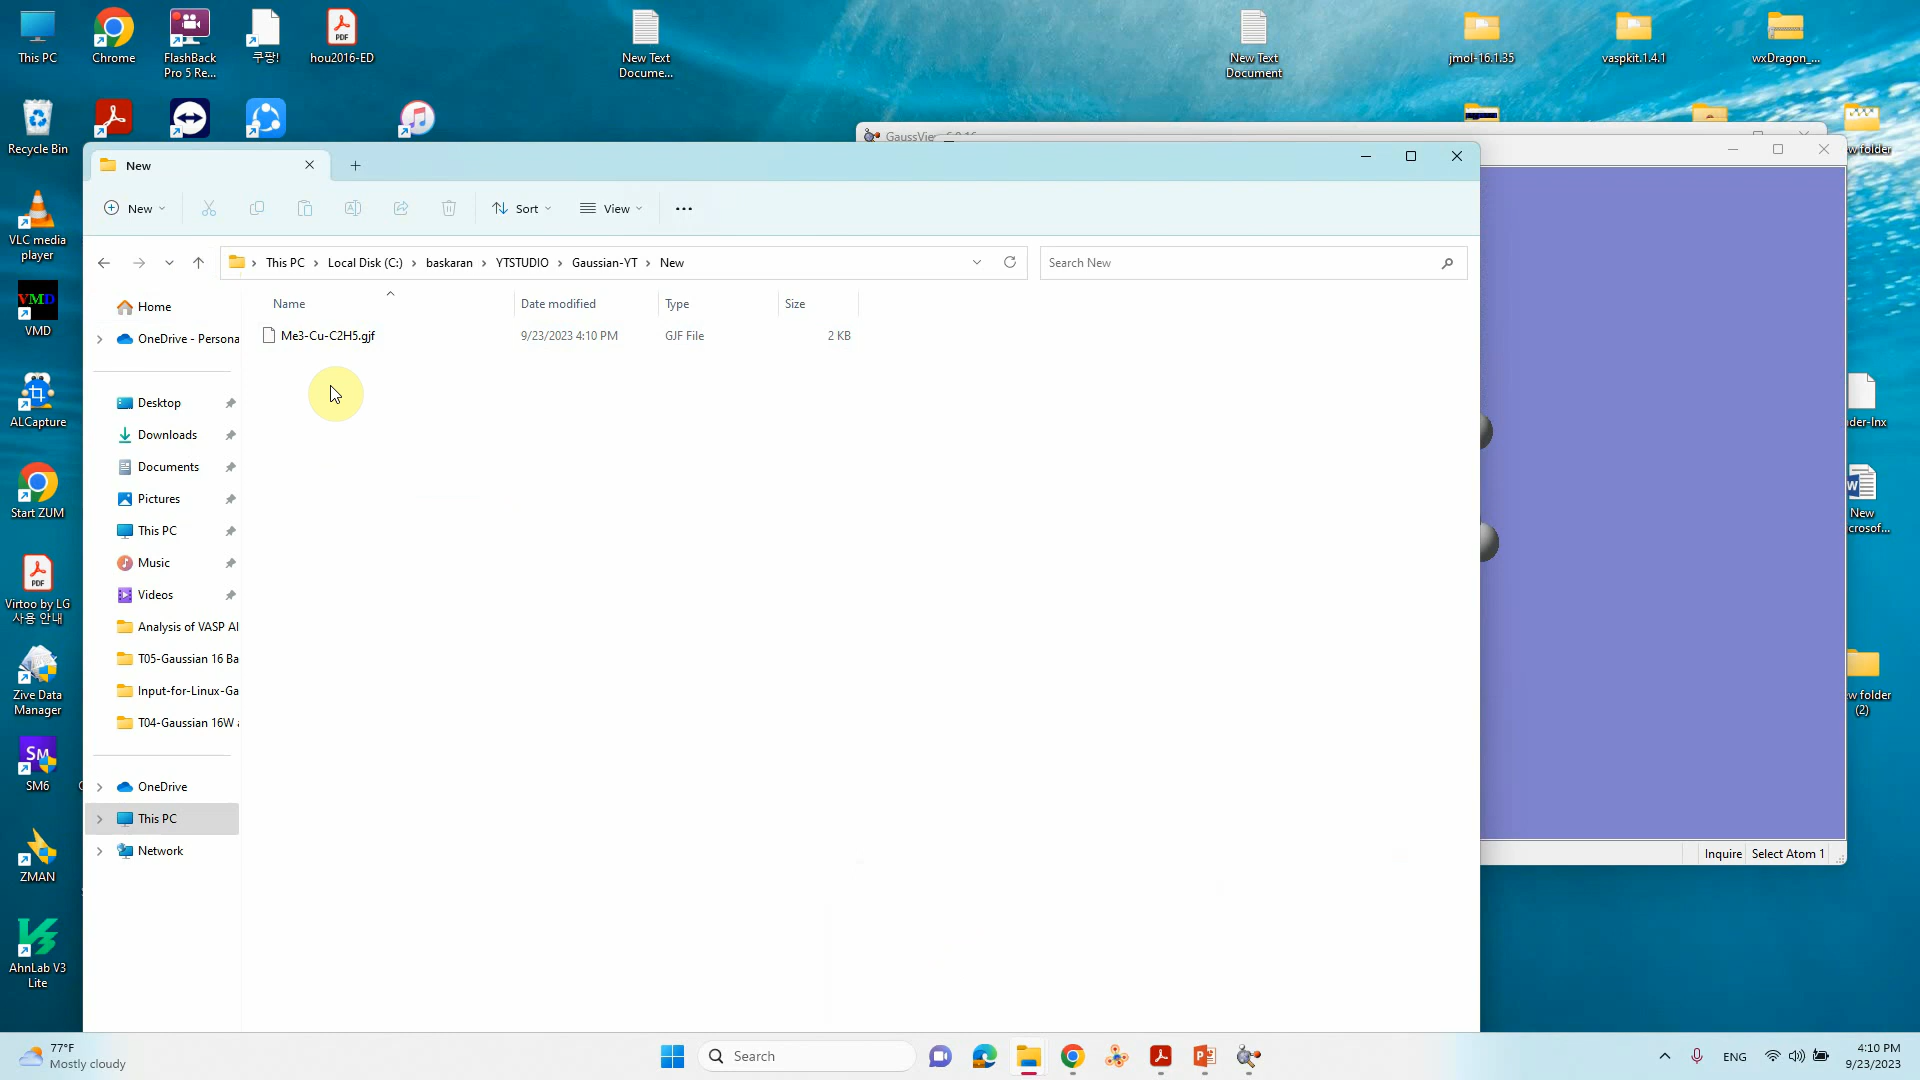 This PC
Chrome
FlashBack
Pro 5 Re...
쿠팡!
hou2016-ED
New Text
Docume...
New Text
Document
jmol-16.1.35
vaspkit.1.4.1
wxDragon_...
Recycle Bin
GaussVie
w folder
New
New
Sort
View
This PC
Local Disk (C:)
baskaran
YTSTUDIO
Gaussian-YT
New
Search New
VLC media
player
Name
Date modified
Type
Size
Me3-Cu-C2H5.gjf
9/23/2023 4:10 PM
GJF File
2 KB
Home
OneDrive - Persona
VMD
VMD
Desktop
Downloads
Documents
Pictures
This PC
Music
Videos
Analysis of VASP AI
T05-Gaussian 16 Ba
Input-for-Linux-Ga
T04-Gaussian 16W a
OneDrive
This PC
Network
ALCapture
Start ZUM
PDF
Virtoo by LG
사용 안내
Zive Data
Manager
SM
SM6
ZMAN
AhnLab V3
Lite
der-lnx
New
crosof...
w folder
(2)
Inquire
Select Atom 1
77°F
Mostly cloudy
Search
ENG
4:10 PM
9/23/2023